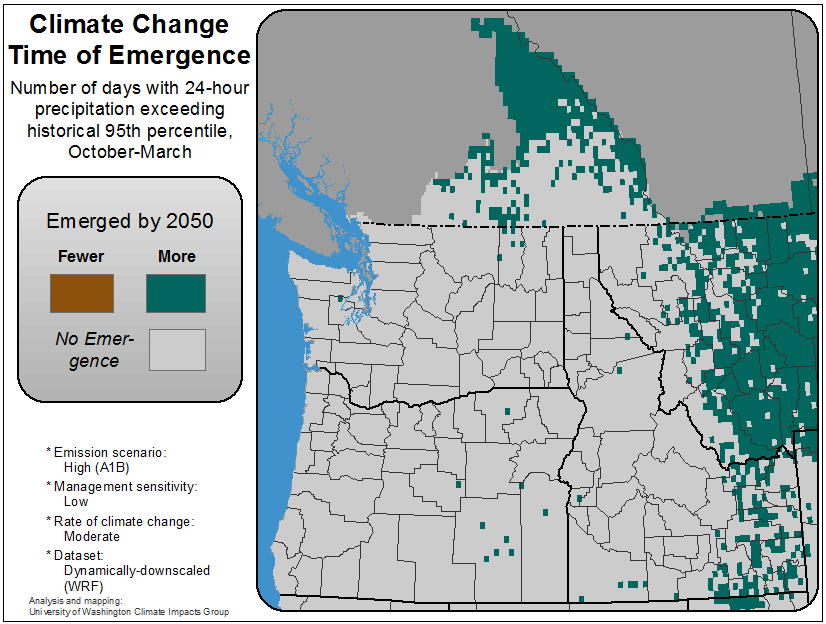 Climate Change
Time of Emergence
Number of days with 24-hour
precipitation exceeding
historical 95th percentile,
October-March
Emerged by 2050
Fewer
More
No Emer-
gence
* Emission scenario:
High (A1B)
* Management sensitivity:
Low
* Rate of climate change:
Moderate
* Dataset:
Dynamically-downscaled
(WRF)
Analysis and mapping:
University of Washington Climate Impacts Group